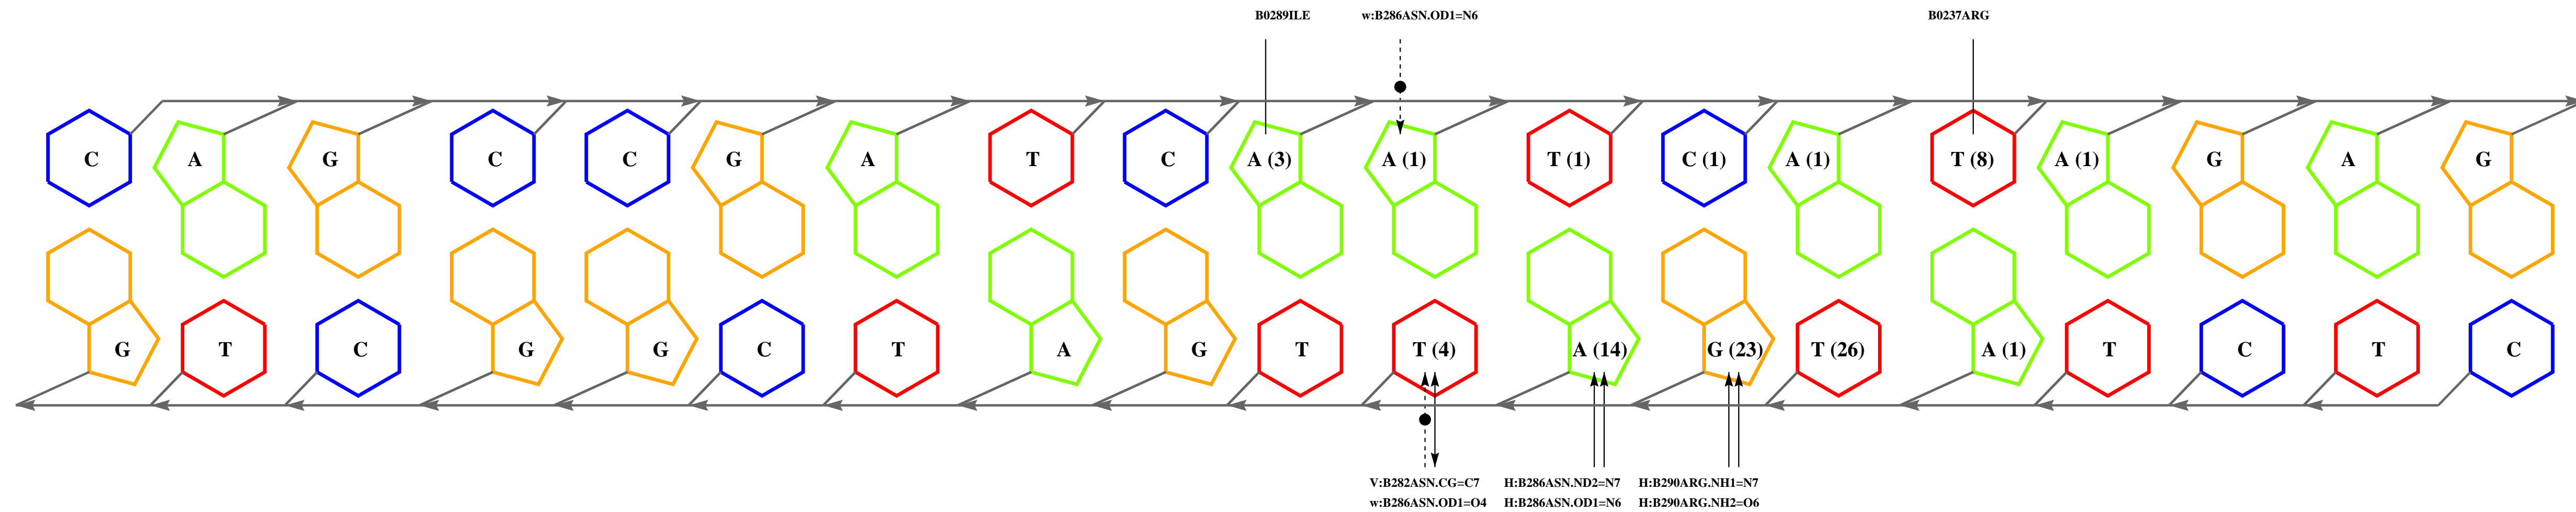 B0289ILE w:B286ASN.OD1=N6 B0237ARG
C A G C C G A T C A (3) A (1) T (1) C (1) A (1) T (8) A (1) G A G
G T C G G C T A G T T (4) A (14) G (23) T (26) A (1) T C T C
V:B282ASN.CG=C7 H:B286ASN.ND2=N7 H:B290ARG.NH1=N7
w:B286ASN.OD1=O4 H:B286ASN.OD1=N6 H:B290ARG.NH2=O6